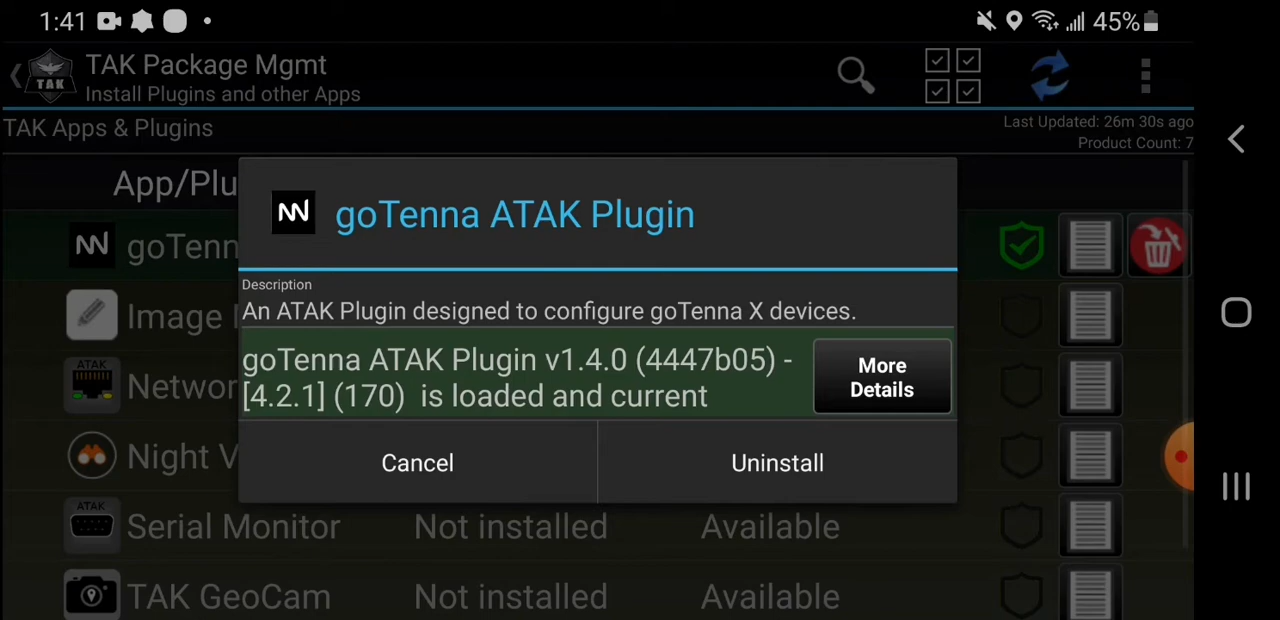 1:41
45%
TAK Package Mgmt
Install Plugins and other Apps
TAK
TAK Apps & Plugins
Last Updated: 26m 30s ago
Product Count: 7
App/Plu
goTenna ATAK Plugin
goTenn
Description
An ATAK Plugin designed to configure goTenna X devices.
Image
goTenna ATAK Plugin v1.4.0 (4447b05) -
[4.2.1] (170)  is loaded and current
More
Details
ATAK
Networ
Cancel
Uninstall
Night V
ATAK
Serial Monitor
Not installed
Available
TAK GeoCam
Not installed
Available